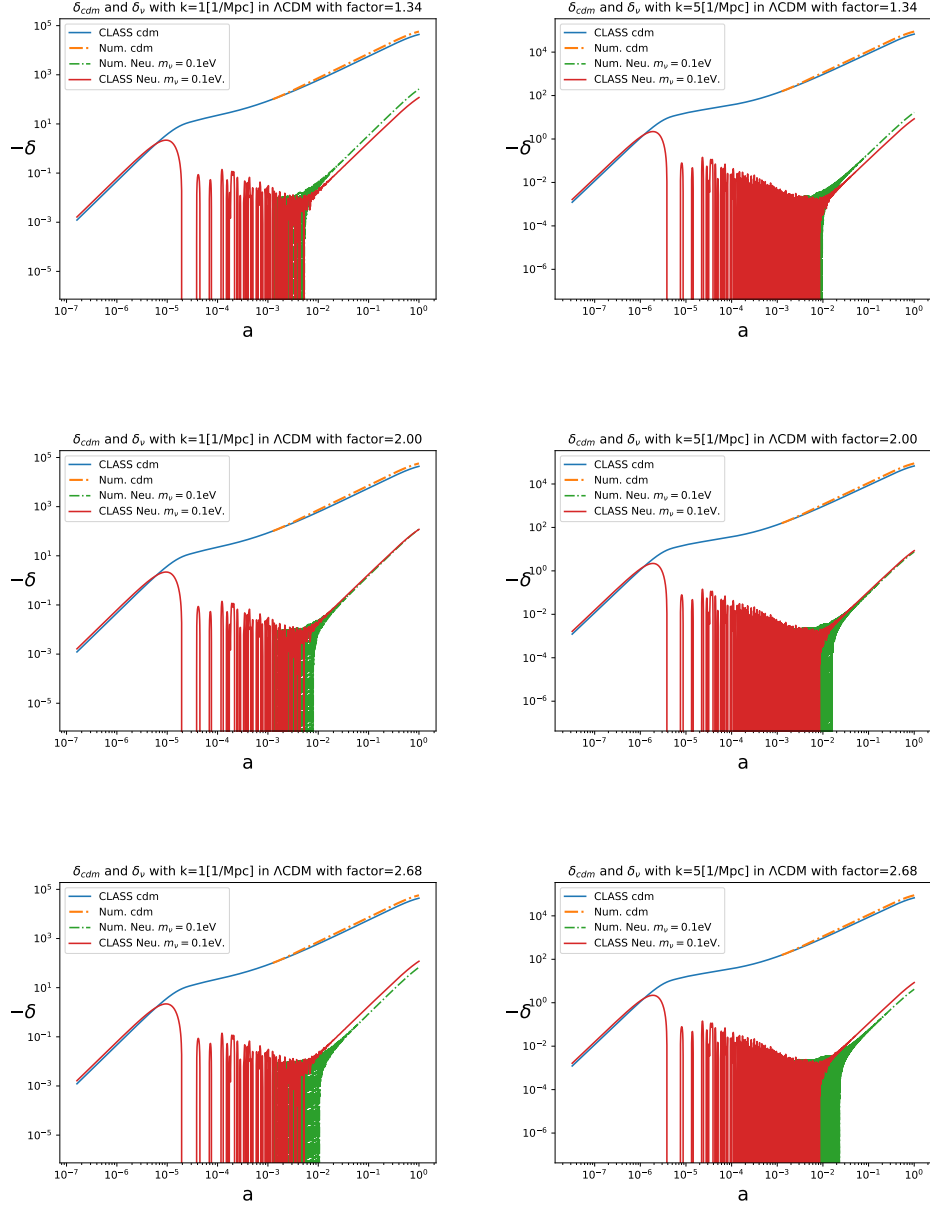 δ_cdm and δ_ν with k=1[1/Mpc] in ΛCDM with factor=1.34
CLASS cdm
Num. cdm
Num. Neu. m_ν = 0.1eV
CLASS Neu. m_ν = 0.1eV.
10^5
10^3
10^1
10^-1
10^-3
10^-5
−δ
10^-7 10^-6 10^-5 10^-4 10^-3 10^-2 10^-1 10^0
a
δ_cdm and δ_ν with k=5[1/Mpc] in ΛCDM with factor=1.34
CLASS cdm
Num. cdm
Num. Neu. m_ν = 0.1eV
CLASS Neu. m_ν = 0.1eV.
10^4
10^2
10^0
10^-2
10^-4
10^-6
−δ
10^-7 10^-6 10^-5 10^-4 10^-3 10^-2 10^-1 10^0
a
δ_cdm and δ_ν with k=1[1/Mpc] in ΛCDM with factor=2.00
CLASS cdm
Num. cdm
Num. Neu. m_ν = 0.1eV
CLASS Neu. m_ν = 0.1eV.
10^5
10^3
10^1
10^-1
10^-3
10^-5
−δ
10^-7 10^-6 10^-5 10^-4 10^-3 10^-2 10^-1 10^0
a
δ_cdm and δ_ν with k=5[1/Mpc] in ΛCDM with factor=2.00
CLASS cdm
Num. cdm
Num. Neu. m_ν = 0.1eV
CLASS Neu. m_ν = 0.1eV.
10^4
10^2
10^0
10^-2
10^-4
10^-6
−δ
10^-7 10^-6 10^-5 10^-4 10^-3 10^-2 10^-1 10^0
a
δ_cdm and δ_ν with k=1[1/Mpc] in ΛCDM with factor=2.68
CLASS cdm
Num. cdm
Num. Neu. m_ν = 0.1eV
CLASS Neu. m_ν = 0.1eV.
10^5
10^3
10^1
10^-1
10^-3
10^-5
−δ
10^-7 10^-6 10^-5 10^-4 10^-3 10^-2 10^-1 10^0
a
δ_cdm and δ_ν with k=5[1/Mpc] in ΛCDM with factor=2.68
CLASS cdm
Num. cdm
Num. Neu. m_ν = 0.1eV
CLASS Neu. m_ν = 0.1eV.
10^4
10^2
10^0
10^-2
10^-4
10^-6
−δ
10^-7 10^-6 10^-5 10^-4 10^-3 10^-2 10^-1 10^0
a